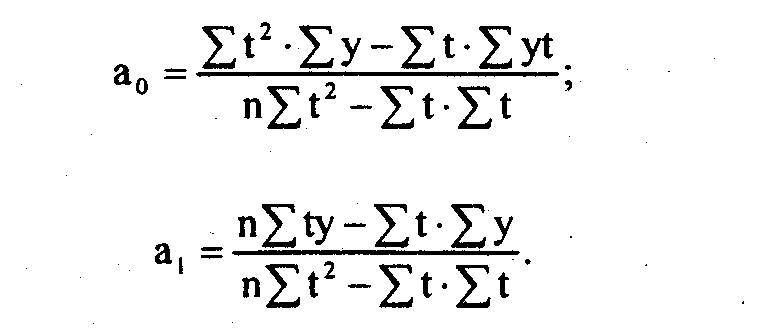 a₀ = (∑t² · ∑y − ∑t · ∑yt) / (n∑t² − ∑t · ∑t);
a₁ = (n∑ty − ∑t · ∑y) / (n∑t² − ∑t · ∑t).